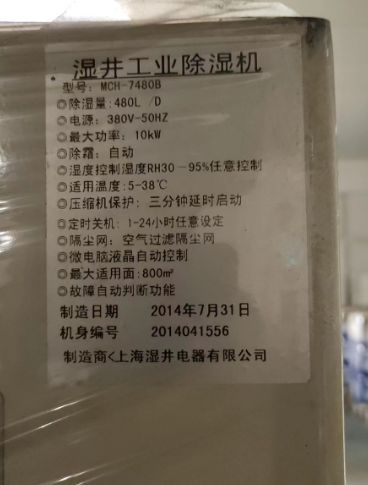 湿井工业除湿机
型号: MCH-7480B
◎除湿量:480L /D
◎电源: 380V-50HZ
◎最大功率: 10kW
◎除霜: 自动
◎湿度控制湿度RH30-95%任意控制
◎适用温度:5-38℃
◎压缩机保护: 三分钟延时启动
◎定时关机: 1-24小时任意设定
◎隔尘网: 空气过滤隔尘网
◎微电脑液晶自动控制
◎最大适用面:800m²
◎故障自动判断功能
制造日期 2014年7月31日
机身编号 2014041556
制造商<上海湿井电器有限公司